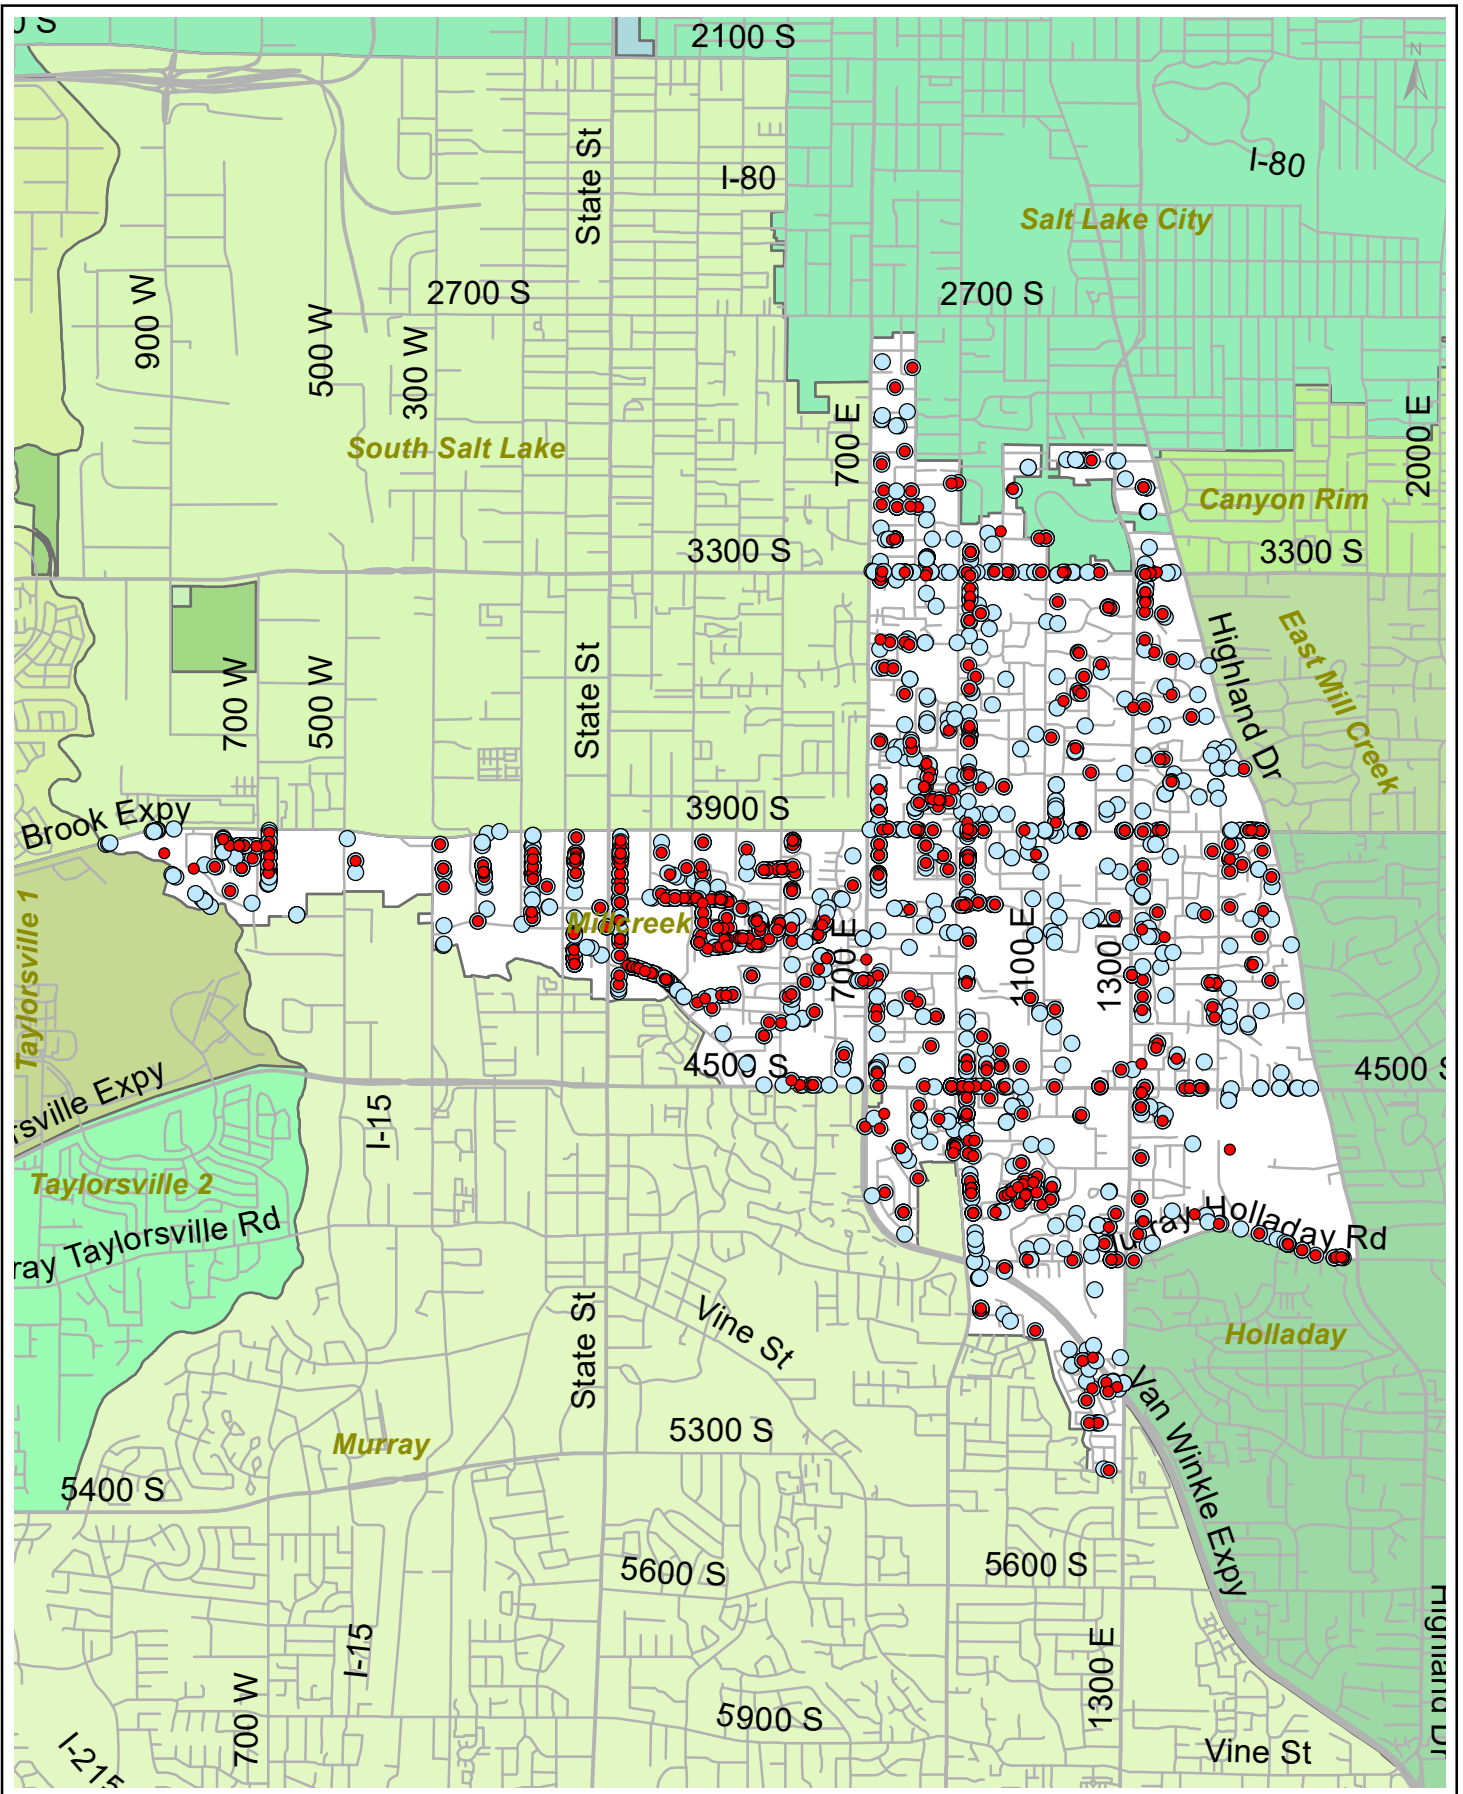 0 S
2100 S
N
State St
I-80
I-80
Salt Lake City
900 W
2700 S
2700 S
500 W
300 W
700 E
2000 E
South Salt Lake
Canyon Rim
3300 S
3300 S
Highland Dr
East Mill Creek
700 W
500 W
State St
3900 S
Brook Expy
Taylorsville 1
Millcreek
700 E
1100 E
1300 E
4500 S
4500 S
rsville Expy
I-15
Taylorsville 2
ray Taylorsville Rd
Murray Holladay Rd
State St
Vine St
Holladay
Van Winkle Expy
5300 S
Murray
5400 S
5600 S
5600 S
Highland Dr
I-15
1300 E
700 W
5900 S
I-215
Vine St